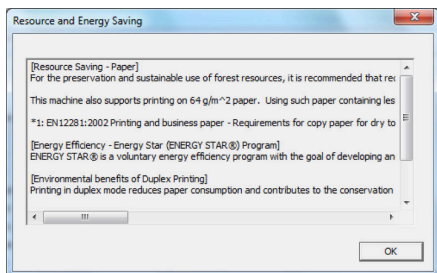 Resource and Energy Saving
[Resource Saving - Paper]
For the preservation and sustainable use of forest resources, it is recommended that
This machine also supports printing on 64 g/m^2 paper.  Using such paper containing les
*1: EN12281:2002 Printing and business paper - Requirements for copy paper for dry to
[Energy Efficiency - Energy Star (ENERGY STAR®) Program]
ENERGY STAR® is a voluntary energy efficiency program with the goal of developing an
[Environmental benefits of Duplex Printing]
Printing in duplex mode reduces paper consumption and contributes to the conservation
OK